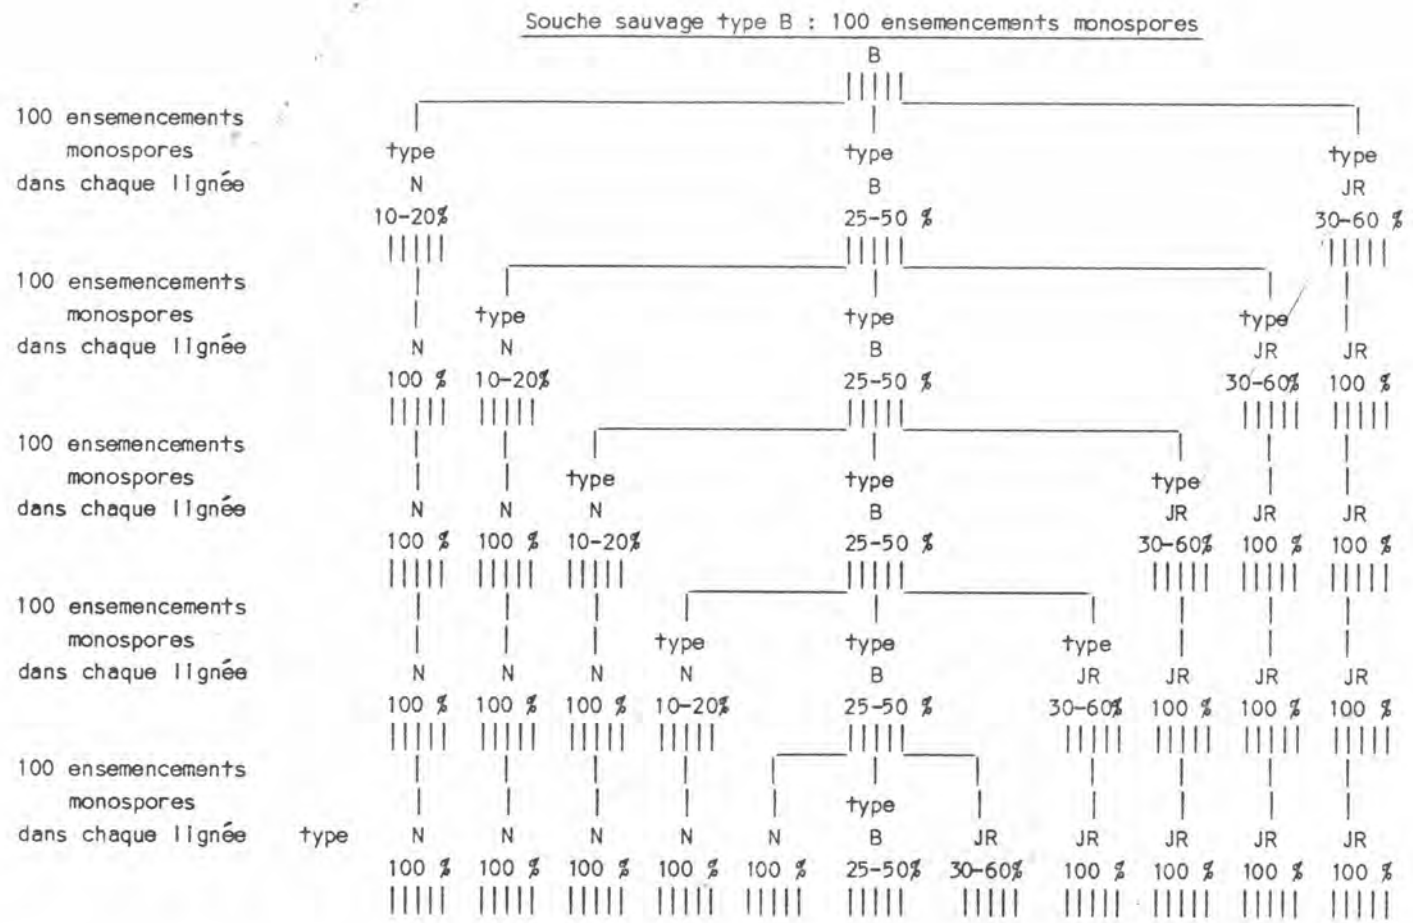 Souche sauvage type B : 100 ensemencements monospores
B
100 ensemencements
monospores type type type
dans chaque lignée N B JR
10-20% 25-50 % 30-60 %
100 ensemencements
monospores type type type
dans chaque lignée N N B JR JR
100 % 10-20% 25-50 % 30-60% 100 %
100 ensemencements
monospores type type type
dans chaque lignée N N N B JR JR JR
100 % 100 % 10-20% 25-50 % 30-60% 100 % 100 %
100 ensemencements
monospores type type type
dans chaque lignée N N N N B JR JR JR JR
100 % 100 % 100 % 10-20% 25-50 % 30-60% 100 % 100 % 100 %
100 ensemencements
monospores type
dans chaque lignée type N N N N N B JR JR JR JR JR
100 % 100 % 100 % 100 % 100 % 25-50% 30-60% 100 % 100 % 100 % 100 %